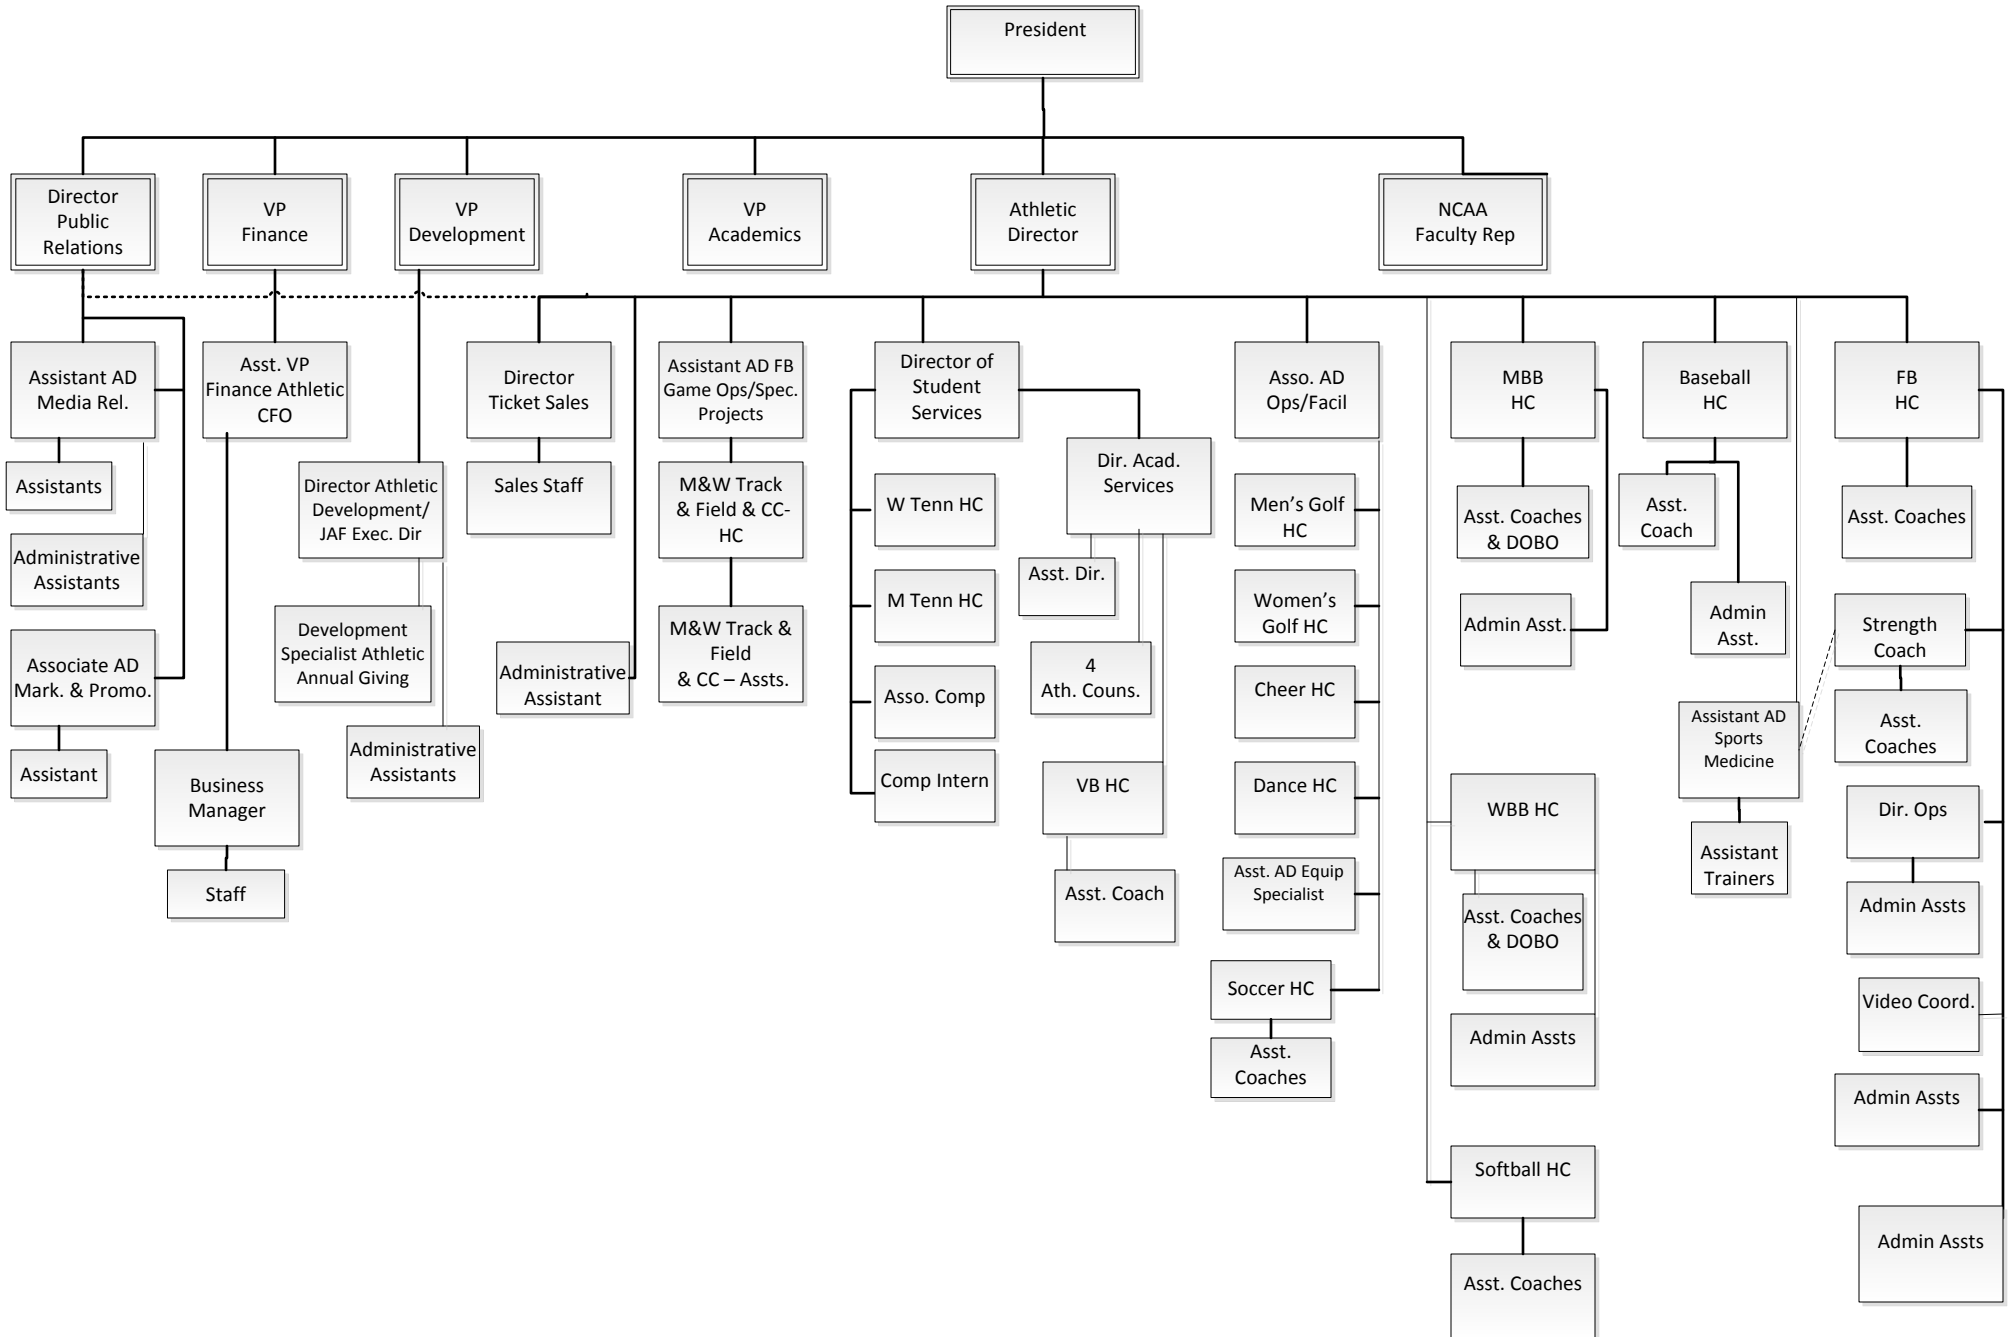 President
Director
Public
Relations
VP
Finance
VP
Development
VP
Academics
Athletic
Director
NCAA
Faculty Rep
Assistant AD
Media Rel.
Asst. VP
Finance Athletic
CFO
Director
Ticket Sales
Assistant AD FB
Game Ops/Spec.
Projects
Director of
Student
Services
Asso. AD
Ops/Facil
MBB
HC
Baseball
HC
FB
HC
Assistants
Administrative
Assistants
Associate AD
Mark. & Promo.
Assistant
Business
Manager
Staff
Director Athletic
Development/
JAF Exec. Dir
Development
Specialist Athletic
Annual Giving
Administrative
Assistants
Sales Staff
Administrative
Assistant
M&W Track
& Field & CC-
HC
M&W Track &
Field
& CC – Assts.
W Tenn HC
M Tenn HC
Asso. Comp
Comp Intern
Dir. Acad.
Services
Asst. Dir.
4
Ath. Couns.
VB HC
Asst. Coach
Men's Golf
HC
Women's
Golf HC
Cheer HC
Dance HC
Asst. AD Equip
Specialist
Soccer HC
Asst.
Coaches
Asst. Coaches
& DOBO
Admin Asst.
WBB HC
Asst. Coaches
& DOBO
Admin Assts
Softball HC
Asst. Coaches
Asst.
Coach
Admin
Asst.
Assistant AD
Sports
Medicine
Assistant
Trainers
Asst. Coaches
Strength
Coach
Asst.
Coaches
Dir. Ops
Admin Assts
Video Coord.
Admin Assts
Admin Assts